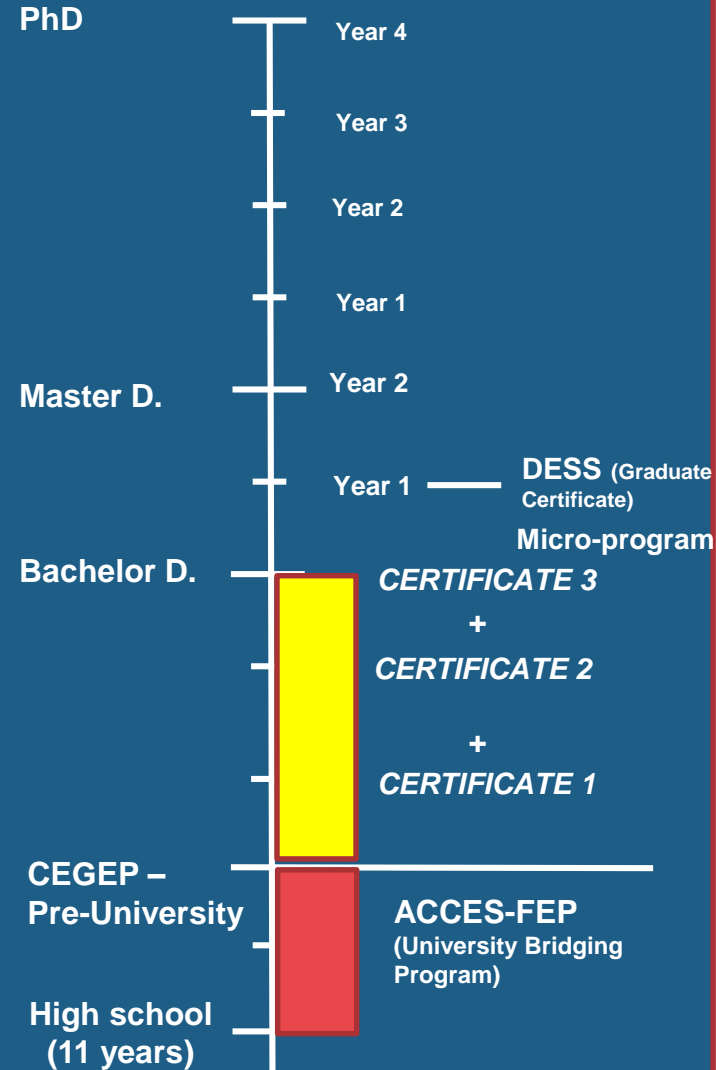 PhD
Year 4
Year 3
Year 2
Year 1
Master D.
Year 2
Year 1
DESS (Graduate
Certificate)
Micro-program
Bachelor D.
CERTIFICATE 3
+
CERTIFICATE 2
+
CERTIFICATE 1
CEGEP –
Pre-University
ACCES-FEP
(University Bridging
Program)
High school
(11 years)